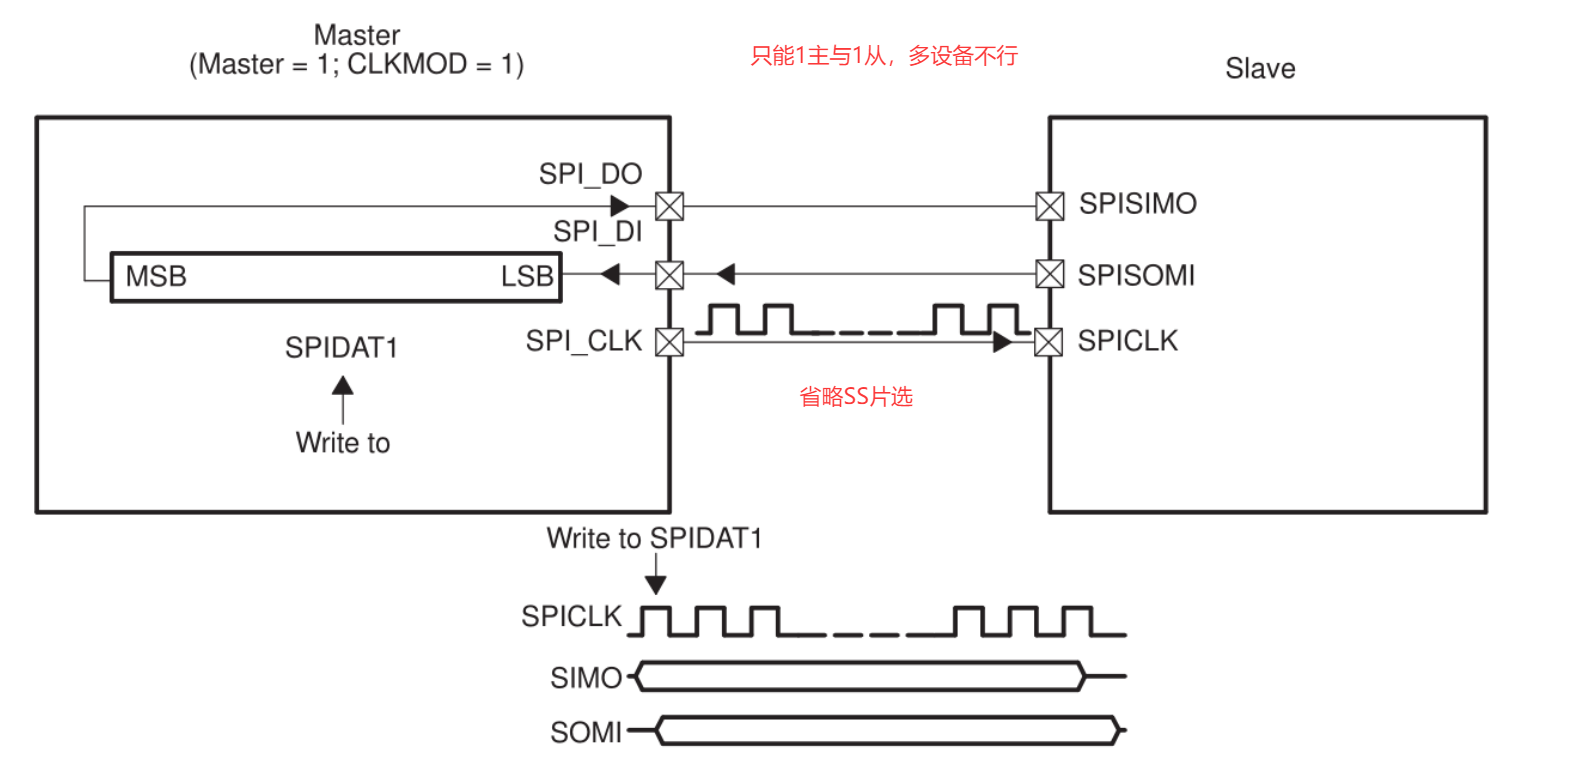 Master
(Master = 1; CLKMOD = 1)
只能1主与1从，多设备不行
Slave
SPI_DO
SPISIMO
SPI_DI
MSB
LSB
SPISOMI
SPI_CLK
SPICLK
SPIDAT1
省略SS片选
Write to
Write to SPIDAT1
SPICLK
SIMO
SOMI